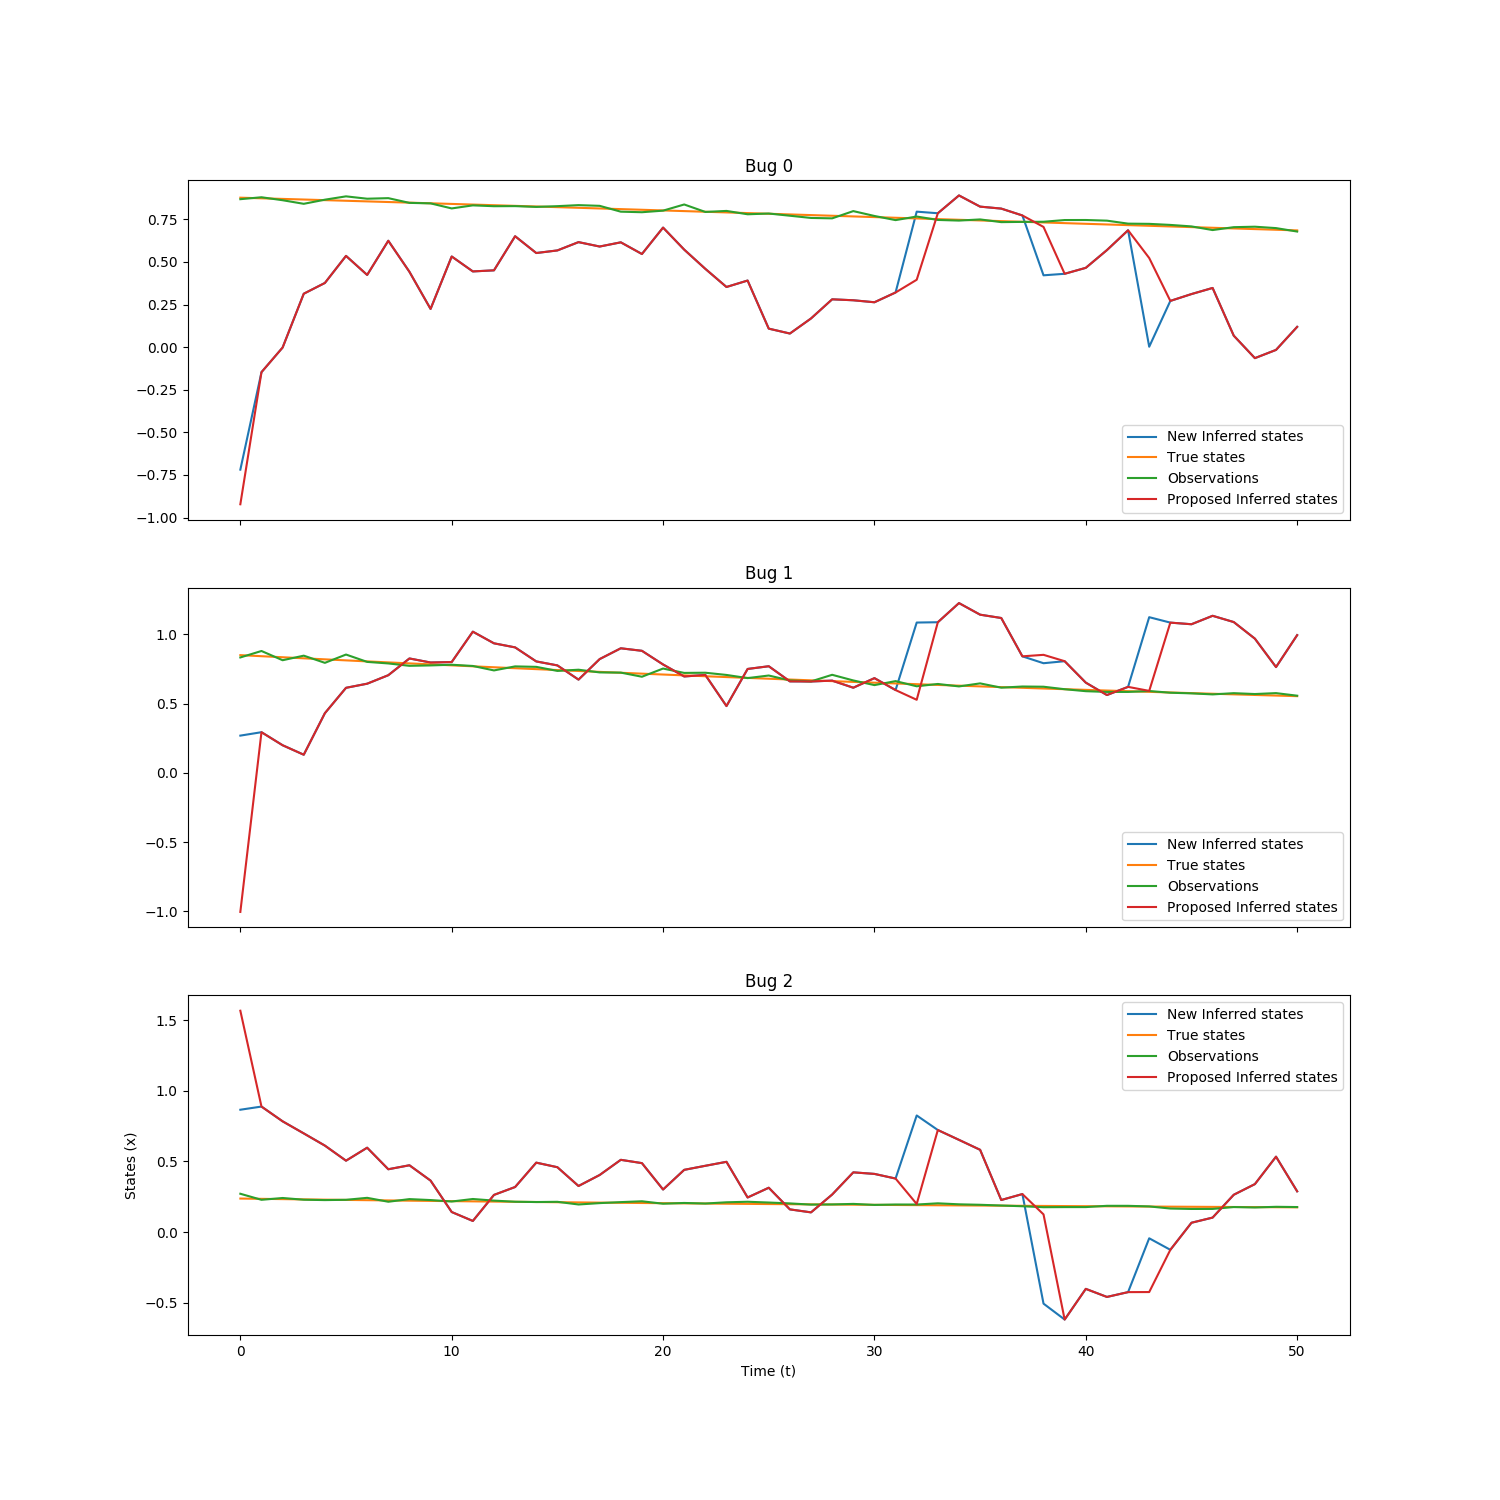 Bug 0
0.75
0.50
0.25
0.00
−0.25
−0.50
−0.75
−1.00
New Inferred states
True states
Observations
Proposed Inferred states
Bug 1
1.0
0.5
0.0
−0.5
−1.0
New Inferred states
True states
Observations
Proposed Inferred states
Bug 2
1.5
1.0
0.5
0.0
−0.5
States (x)
New Inferred states
True states
Observations
Proposed Inferred states
0 10 20 30 40 50
Time (t)